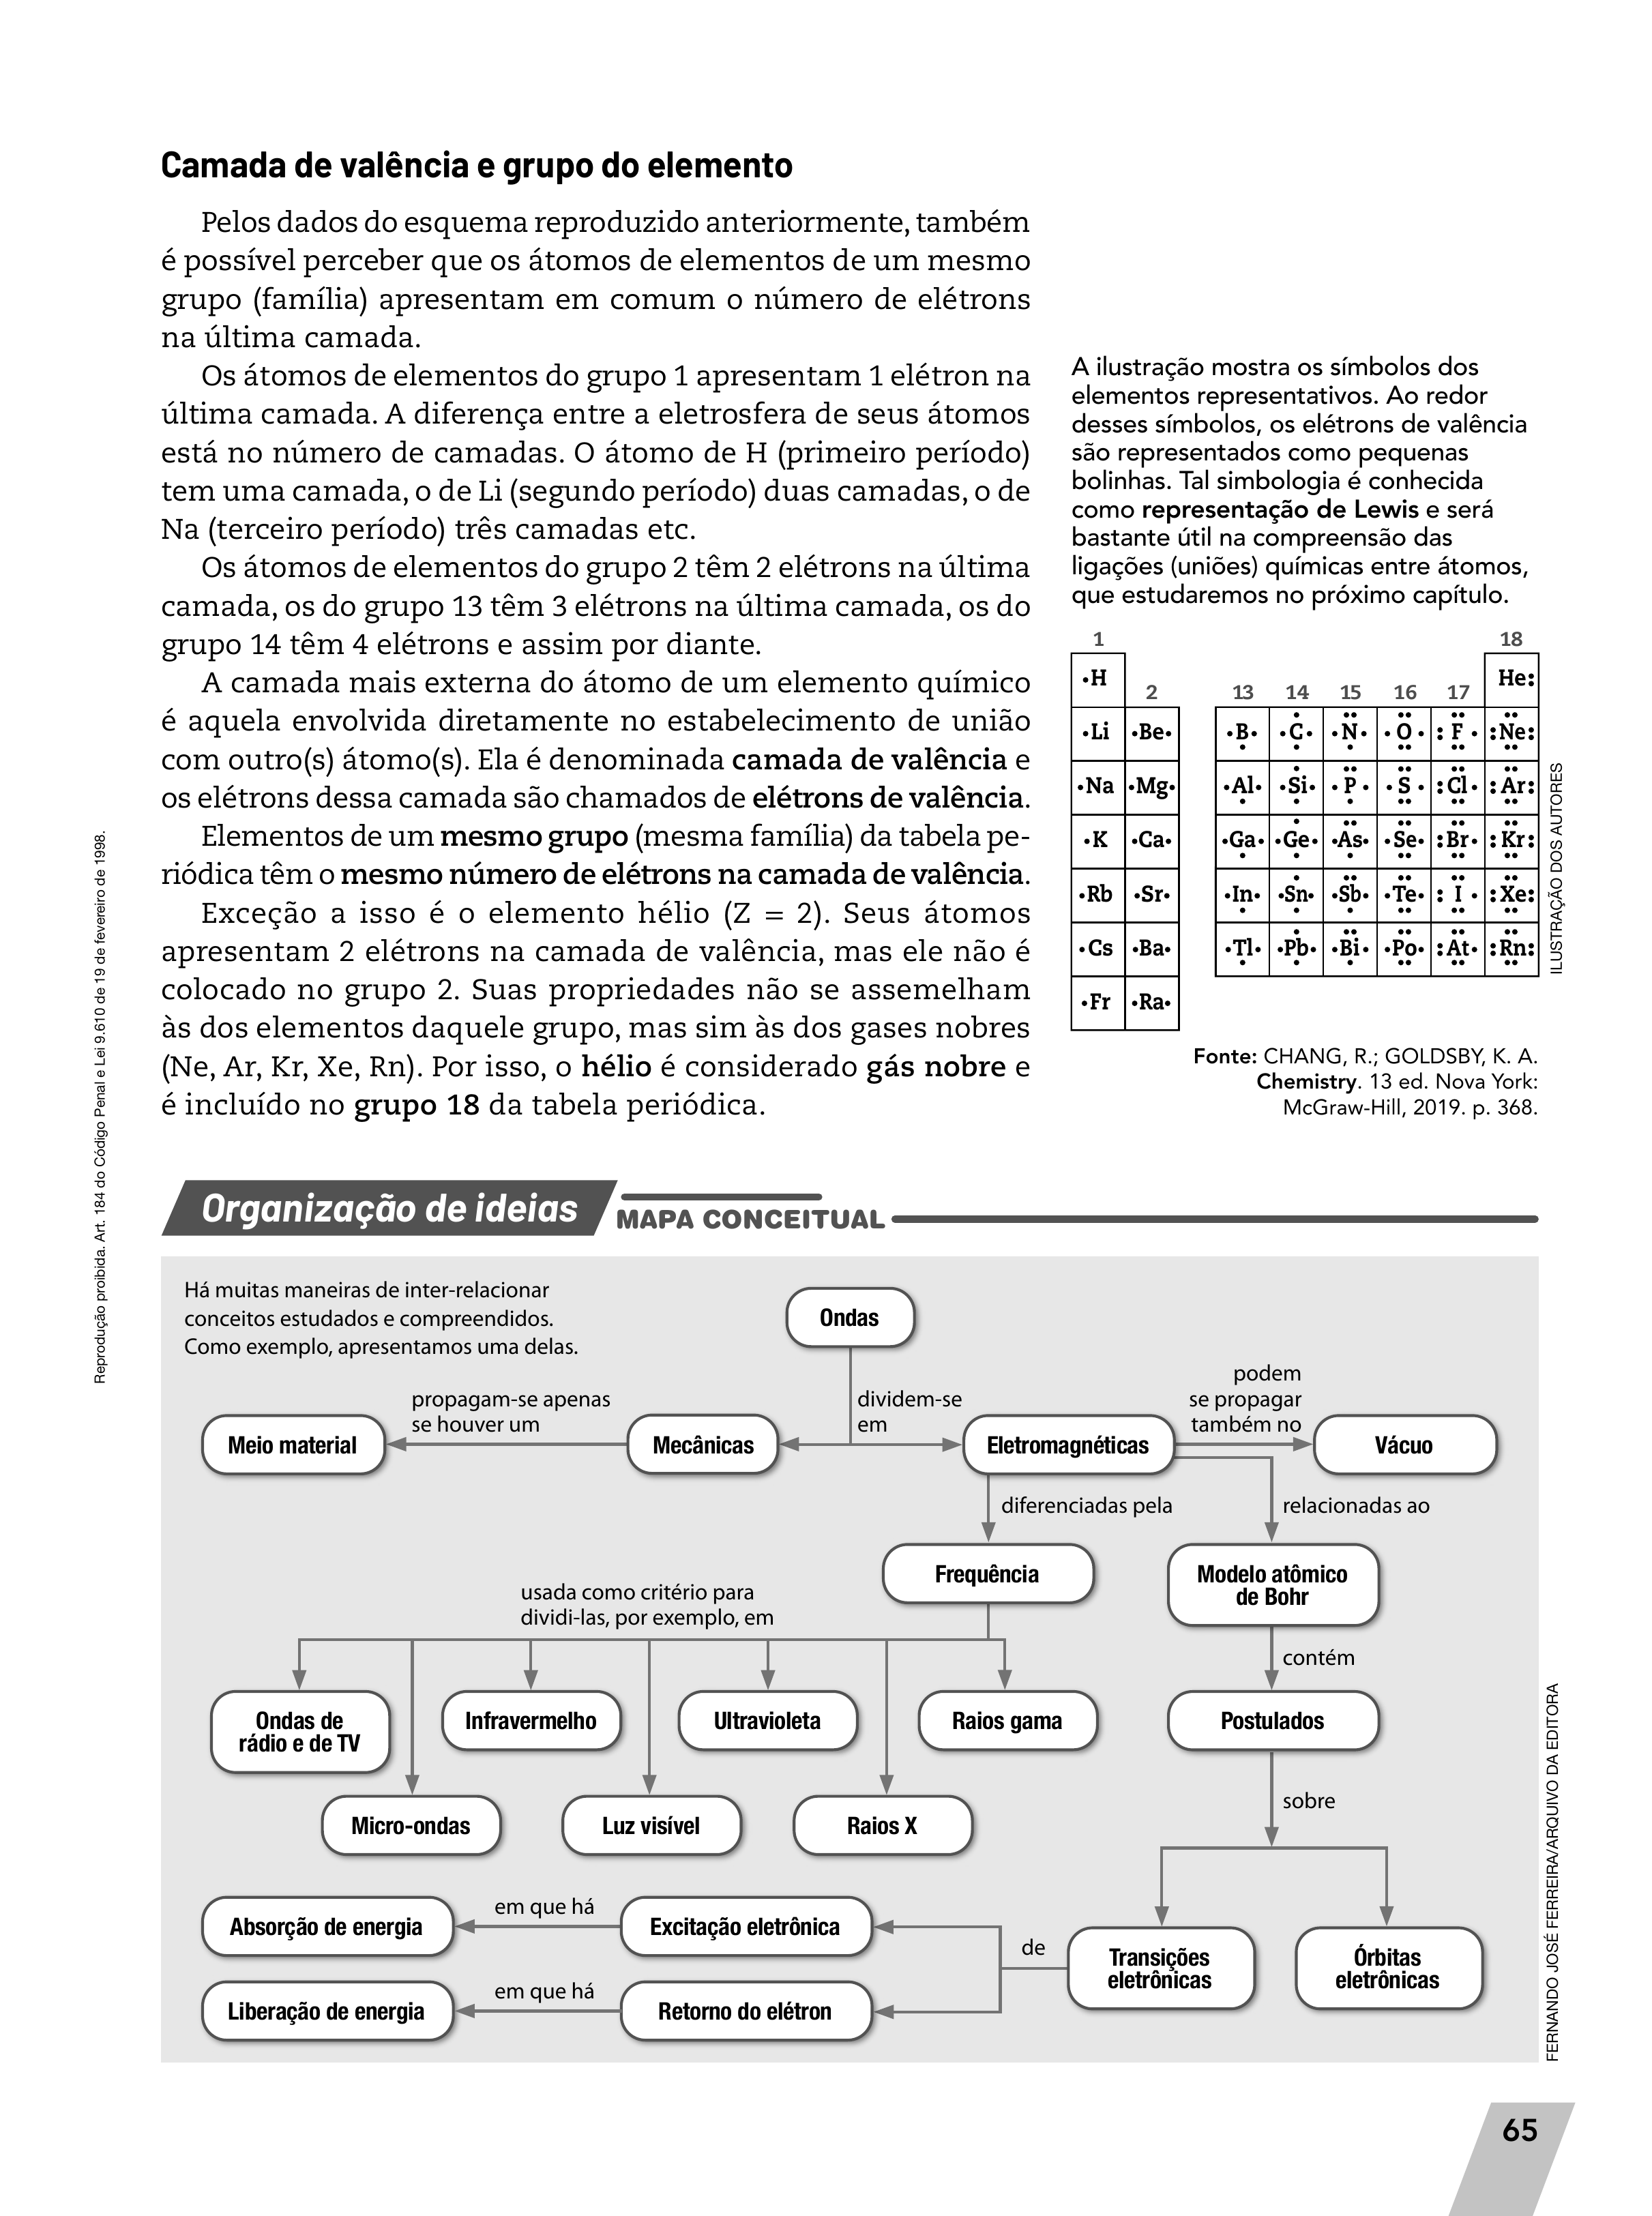 Camada de valência e grupo do elemento
Pelos dados do esquema reproduzido anteriormente, também
é possível perceber que os átomos de elementos de um mesmo
grupo (família) apresentam em comum o número de elétrons
na última camada.
Os átomos de elementos do grupo 1 apresentam 1 elétron na
última camada. A diferença entre a eletrosfera de seus átomos
está no número de camadas. O átomo de H (primeiro período)
tem uma camada, o de Li (segundo período) duas camadas, o de
Na (terceiro período) três camadas etc.
Os átomos de elementos do grupo 2 têm 2 elétrons na última
camada, os do grupo 13 têm 3 elétrons na última camada, os do
grupo 14 têm 4 elétrons e assim por diante.
A camada mais externa do átomo de um elemento químico
é aquela envolvida diretamente no estabelecimento de união
com outro(s) átomo(s). Ela é denominada camada de valência e
os elétrons dessa camada são chamados de elétrons de valência.
Elementos de um mesmo grupo (mesma família) da tabela pe-
riódica têm o mesmo número de elétrons na camada de valência.
Exceção a isso é o elemento hélio (Z = 2). Seus átomos
apresentam 2 elétrons na camada de valência, mas ele não é
colocado no grupo 2. Suas propriedades não se assemelham
às dos elementos daquele grupo, mas sim às dos gases nobres
(Ne, Ar, Kr, Xe, Rn). Por isso, o hélio é considerado gás nobre e
é incluído no grupo 18 da tabela periódica.
A ilustração mostra os símbolos dos
elementos representativos. Ao redor
desses símbolos, os elétrons de valência
são representados como pequenas
bolinhas. Tal simbologia é conhecida
como representação de Lewis e será
bastante útil na compreensão das
ligações (uniões) químicas entre átomos,
que estudaremos no próximo capítulo.
1 18
H He
2 13 14 15 16 17
Li Be B C N O F Ne
Na Mg Al Si P S Cl Ar
K Ca Ga Ge As Se Br Kr
Rb Sr In Sn Sb Te I Xe
Cs Ba Tl Pb Bi Po At Rn
Fr Ra
ILUSTRAÇÃO DOS AUTORES
Fonte: CHANG, R.; GOLDSBY, K. A.
Chemistry. 13 ed. Nova York:
McGraw-Hill, 2019. p. 368.
Reprodução proibida. Art. 184 do Código Penal e Lei 9.610 de 19 de fevereiro de 1998.
Organização de ideias
MAPA CONCEITUAL
Há muitas maneiras de inter-relacionar
conceitos estudados e compreendidos.
Como exemplo, apresentamos uma delas.
Ondas
dividem-se
em
Mecânicas
propagam-se apenas
se houver um
Meio material
Eletromagnéticas
podem
se propagar
também no
Vácuo
diferenciadas pela
relacionadas ao
Frequência
Modelo atômico
de Bohr
usada como critério para
dividi-las, por exemplo, em
contém
Ondas de
rádio e de TV
Infravermelho
Ultravioleta
Raios gama
Postulados
Micro-ondas
Luz visível
Raios X
sobre
Absorção de energia
em que há
Excitação eletrônica
de
Transições
eletrônicas
Órbitas
eletrônicas
Liberação de energia
em que há
Retorno do elétron
FERNANDO JOSÉ FERREIRA/ARQUIVO DA EDITORA
65